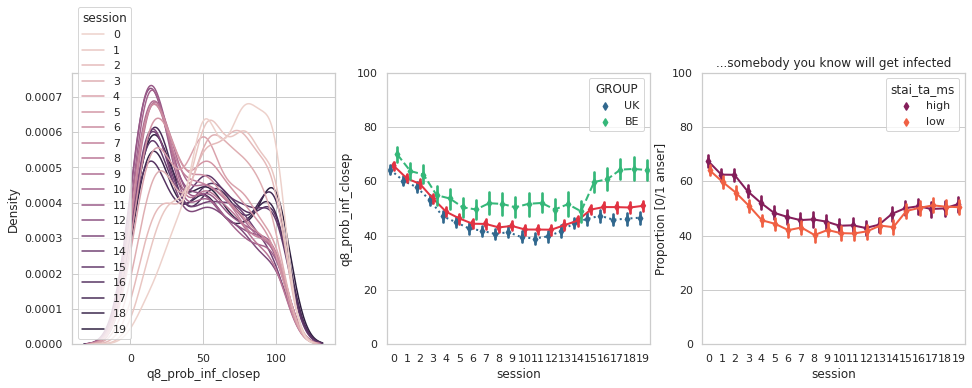 session
0
1
2
3
4
5
6
7
8
9
10
11
12
13
14
15
16
17
18
19
0.0007
0.0006
0.0005
0.0004
0.0003
0.0002
0.0001
0.0000
Density
0 50 100
q8_prob_inf_closep
100
80
60
40
20
0
q8_prob_inf_closep
GROUP
UK
BE
0 1 2 3 4 5 6 7 8 9 10 11 12 13 14 15 16 17 18 19
session
...somebody you know will get infected
100
80
60
40
20
0
Proportion [0/1 anser]
stai_ta_ms
high
low
0 1 2 3 4 5 6 7 8 9 10 11 12 13 14 15 16 17 18 19
session